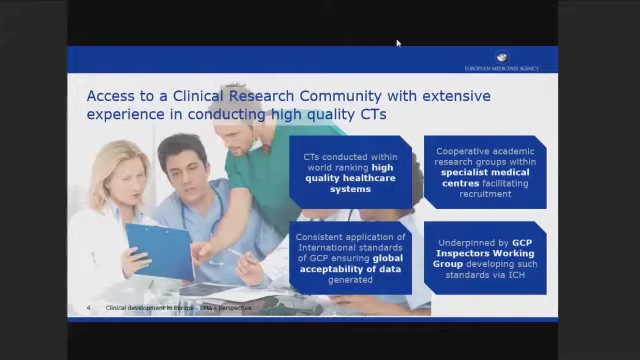 EUROPEAN MEDICINES AGENCY
Access to a Clinical Research Community with extensive
experience in conducting high quality CTs
CTs conducted within
world ranking high
quality healthcare
systems
Cooperative academic
research groups within
specialist medical
centres facilitating
recruitment
Consistent application of
International standards
of GCP ensuring global
acceptability of data
generated
Underpinned by GCP
Inspectors Working
Group developing such
standards via ICH
4 Clinical development in Europe - EMA's Perspective